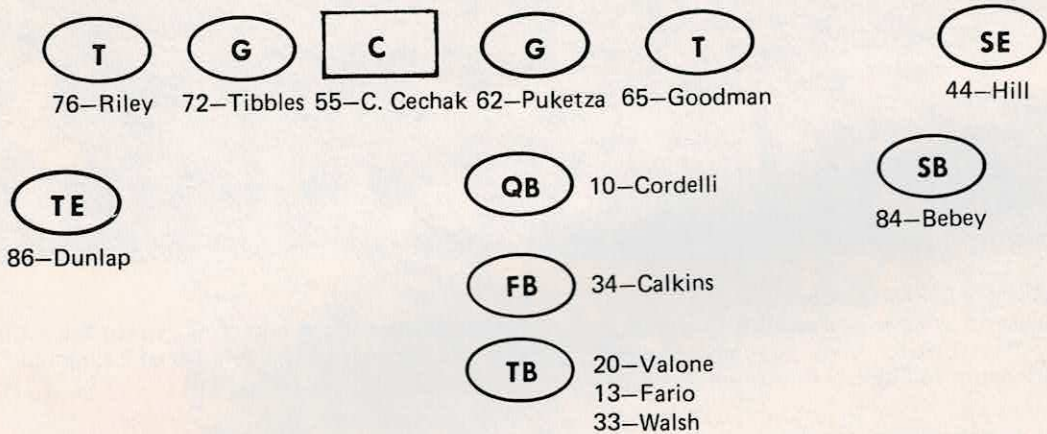 T G C G T SE
76—Riley 72—Tibbles 55—C. Cechak 62—Puketza 65—Goodman 44—Hill
TE QB 10—Cordelli SB
86—Dunlap 84—Bebey
FB 34—Calkins
TB 20—Valone
13—Fario
33—Walsh